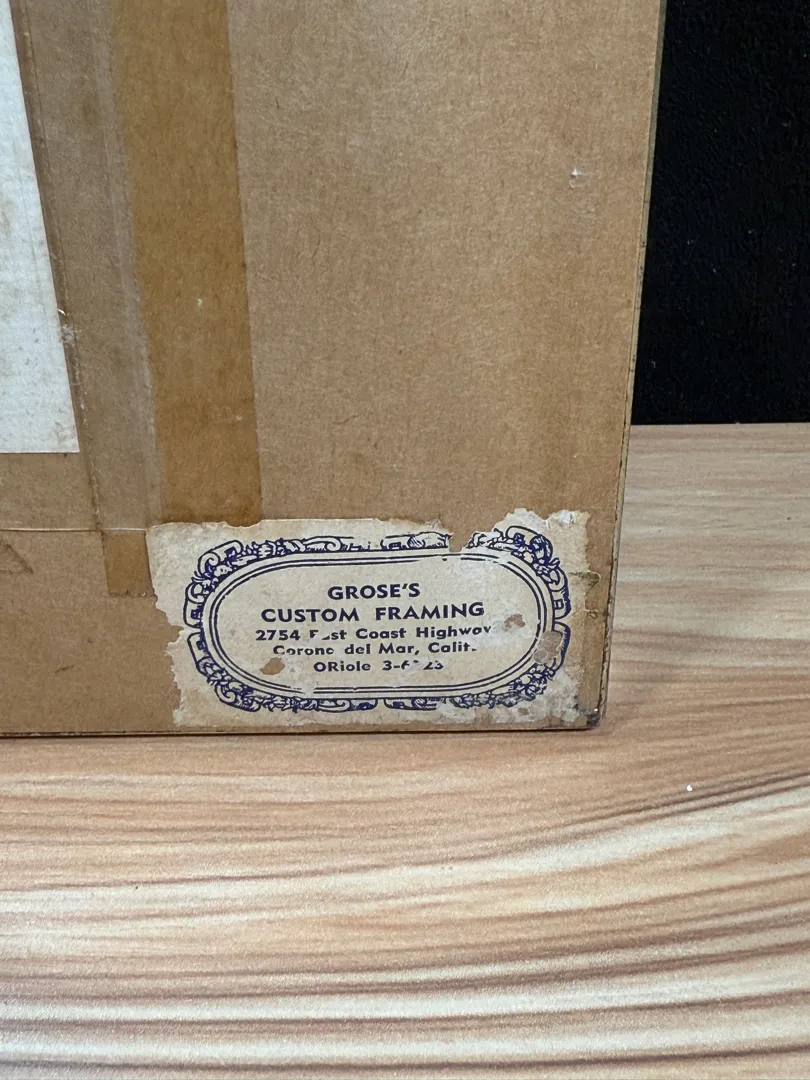 GROSE'S
CUSTOM FRAMING
2754 East Coast Highway
Corona del Mar, Calif.
ORiole